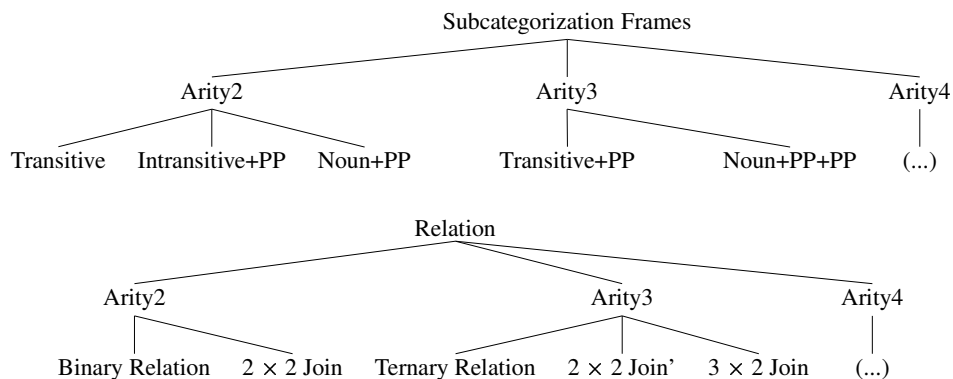 Subcategorization Frames
Arity2 Arity3 Arity4
Transitive Intransitive+PP Noun+PP Transitive+PP Noun+PP+PP (...)
Relation
Arity2 Arity3 Arity4
Binary Relation 2 × 2 Join Ternary Relation 2 × 2 Join’ 3 × 2 Join (...)